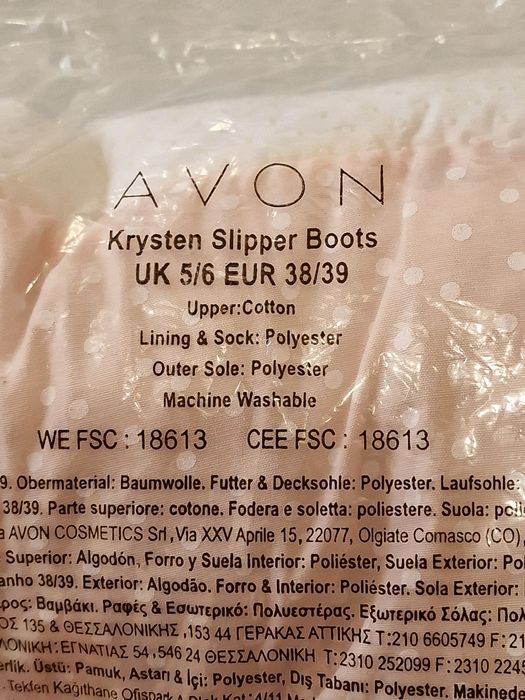 AVON
Krysten Slipper Boots
UK 5/6 EUR 38/39
Upper:Cotton
Lining & Sock: Polyester
Outer Sole: Polyester
Machine Washable
WE FSC : 18613 CEE FSC : 18613
9. Obermaterial: Baumwolle. Futter & Decksohle: Polyester. Laufsohle:
38/39. Parte superiore: cotone. Fodera e soletta: poliestere. Suola:
a AVON COSMETICS Srl ,Via XXV Aprile 15, 22077, Olgiate Comasco (CO),
Superior: Algodón, Forro y Suela Interior: Poliéster, Suela Exterior:
38/39. Exterior: Algodão. Forro & Interior: Poliéster. Sola Exterior:
Βαμβάκι. Ραφές & Εσωτερικό: Πολυεστέρας. Εξωτερικό Σόλας:
135 & ΘΕΣΣΑΛΟΝΙΚΗΣ ,153 44 ΓΕΡΑΚΑΣ ΑΤΤΙΚΗΣ Τ:210 6605749 F:
ΕΓΝΑΤΙΑΣ 54 ,546 24 ΘΕΣΣΑΛΟΝΙΚΗ Τ:2310 252099 F:2310
Üstü: Pamuk, Astarı & İçi: Polyester, Dış Tabanı: Polyester.
Tekfen Kağıthane Ofispark